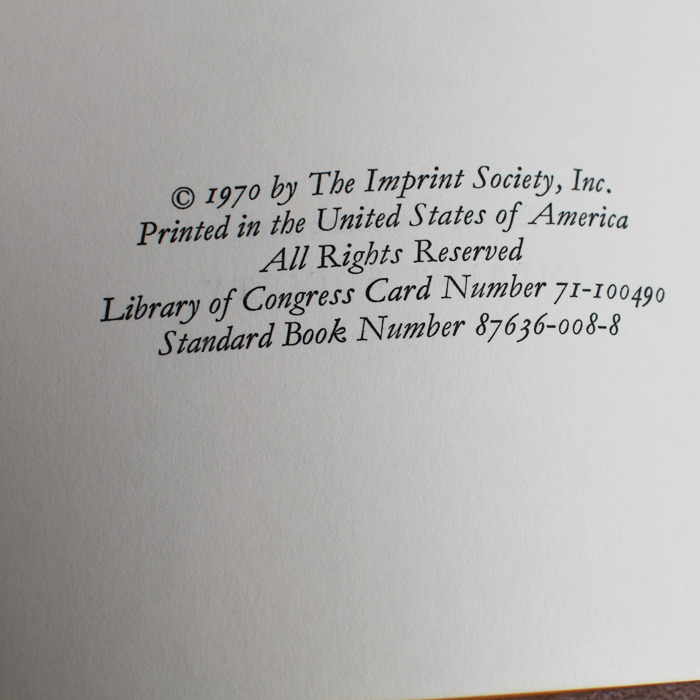 © 1970 by The Imprint Society, Inc.
Printed in the United States of America
All Rights Reserved
Library of Congress Card Number 71-100490
Standard Book Number 87636-008-8